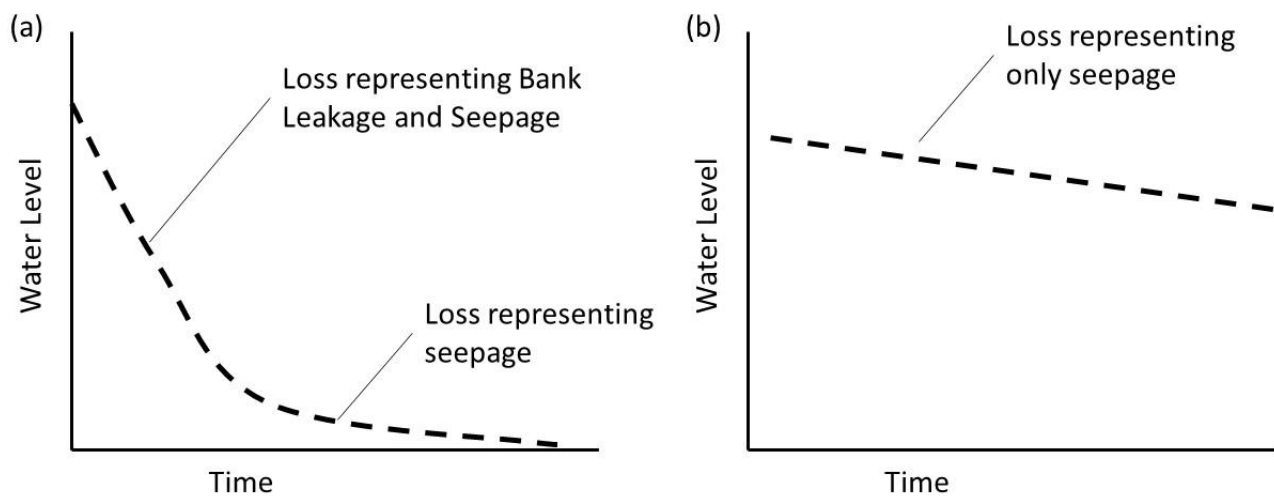 (a)
Loss representing Bank
Leakage and Seepage
Loss representing
seepage
Water Level
Time
(b)
Loss representing
only seepage
Water Level
Time